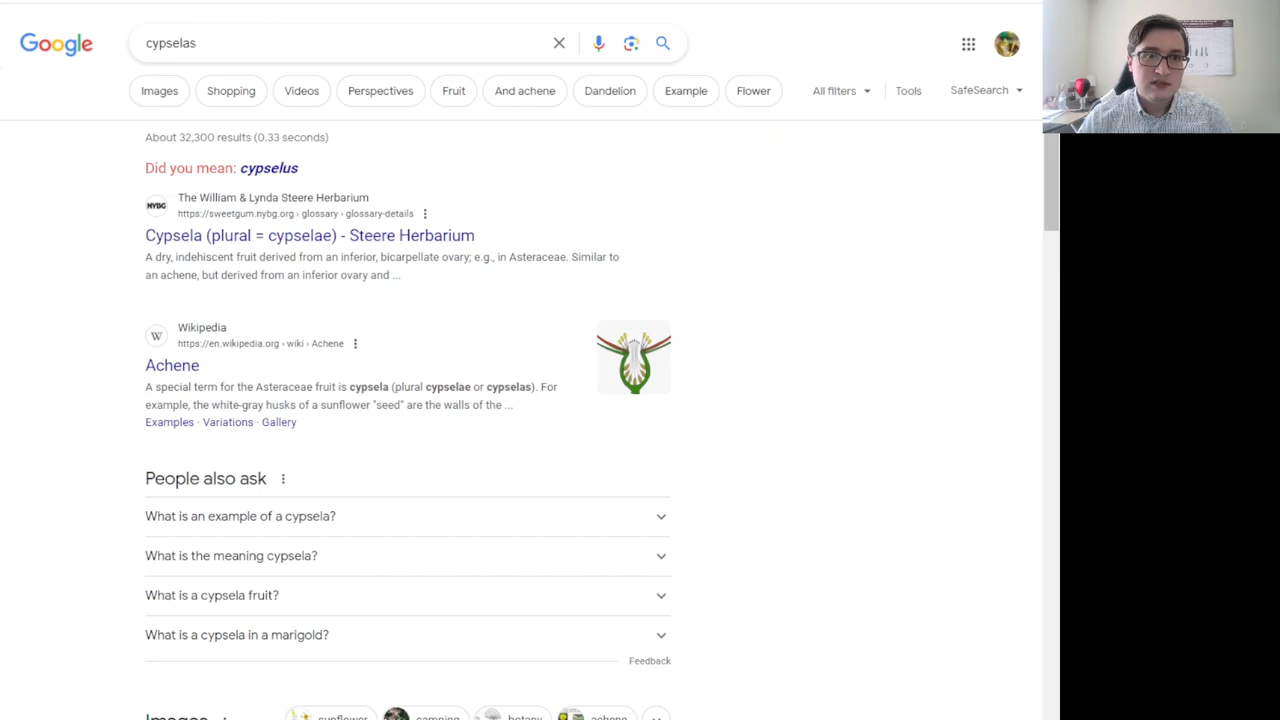 Google
cypselas
Images
Shopping
Videos
Perspectives
Fruit
And achene
Dandelion
Example
Flower
All filters
Tools
SafeSearch
About 32,300 results (0.33 seconds)
Did you mean: cypselus
NYBG
The William & Lynda Steere Herbarium
https://sweetgum.nybg.org › glossary › glossary-details
Cypsela (plural = cypselae) - Steere Herbarium
A dry, indehiscent fruit derived from an inferior, bicarpellate ovary; e.g., in Asteraceae. Similar to
an achene, but derived from an inferior ovary and ...
W
Wikipedia
https://en.wikipedia.org › wiki › Achene
Achene
A special term for the Asteraceae fruit is cypsela (plural cypselae or cypselas). For
example, the white-gray husks of a sunflower "seed" are the walls of the ...
Examples · Variations · Gallery
People also ask
What is an example of a cypsela?
What is the meaning cypsela?
What is a cypsela fruit?
What is a cypsela in a marigold?
Feedback
Images
sunflower
camping
botany
achene